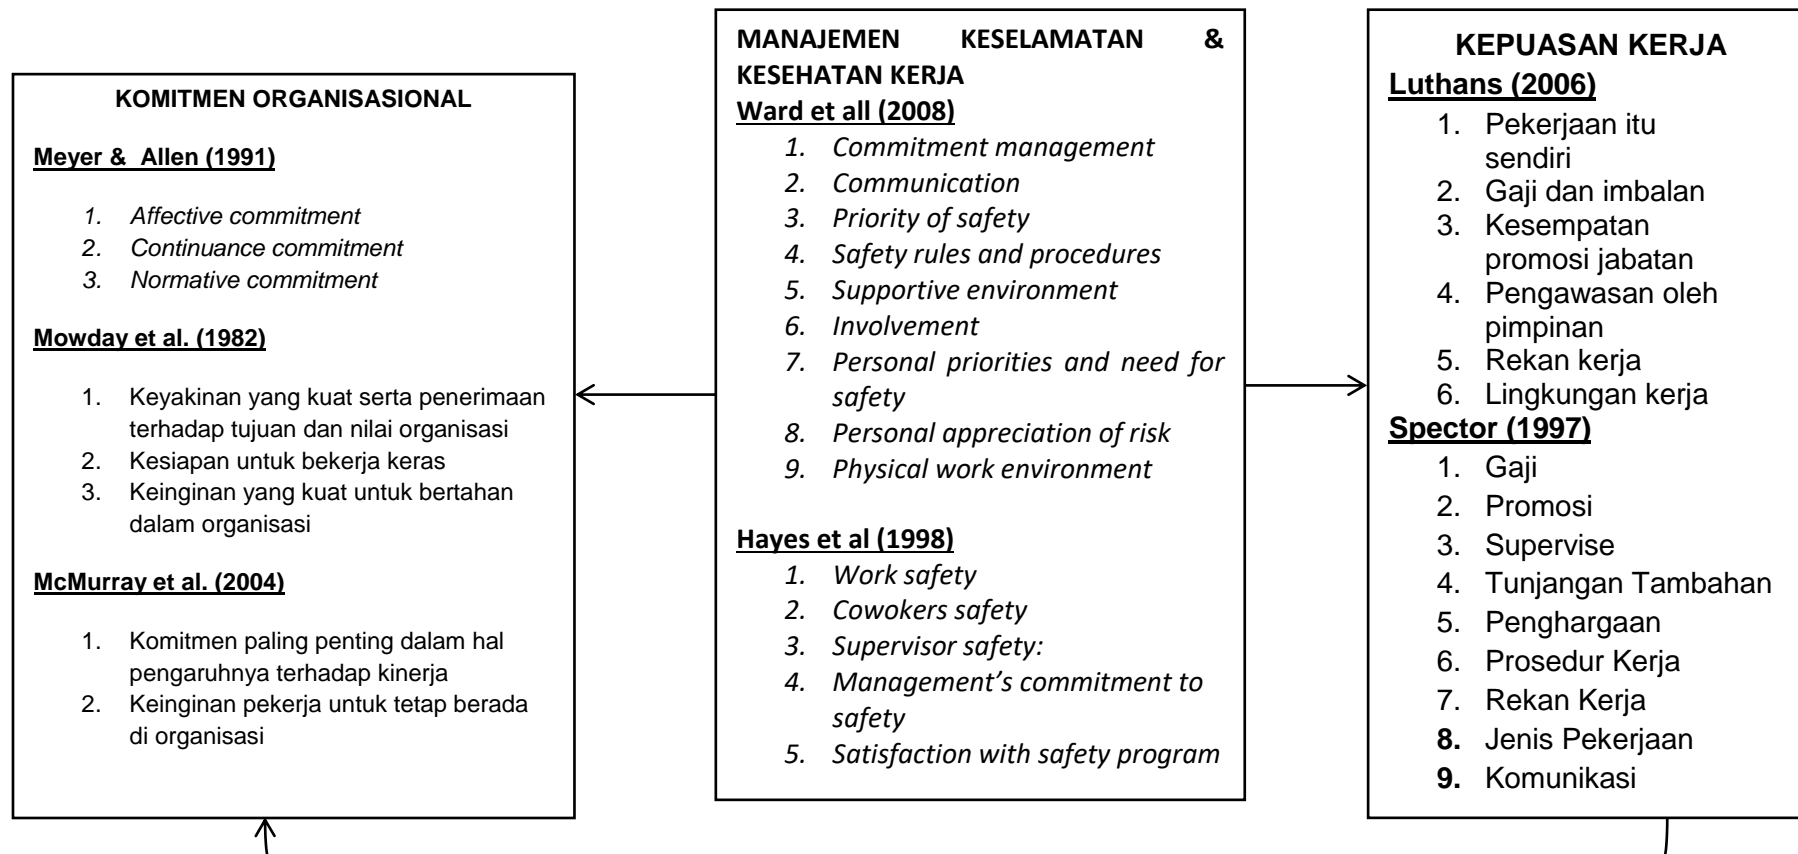 KOMITMEN ORGANISASIONAL
Meyer & Allen (1991)
1. Affective commitment
2. Continuance commitment
3. Normative commitment
Mowday et al. (1982)
1. Keyakinan yang kuat serta penerimaan
terhadap tujuan dan nilai organisasi
2. Kesiapan untuk bekerja keras
3. Keinginan yang kuat untuk bertahan
dalam organisasi
McMurray et al. (2004)
1. Komitmen paling penting dalam hal
pengaruhnya terhadap kinerja
2. Keinginan pekerja untuk tetap berada
di organisasi
MANAJEMEN KESELAMATAN &
KESEHATAN KERJA
Ward et all (2008)
1. Commitment management
2. Communication
3. Priority of safety
4. Safety rules and procedures
5. Supportive environment
6. Involvement
7. Personal priorities and need for
safety
8. Personal appreciation of risk
9. Physical work environment
Hayes et al (1998)
1. Work safety
2. Cowokers safety
3. Supervisor safety:
4. Management’s commitment to
safety
5. Satisfaction with safety program
KEPUASAN KERJA
Luthans (2006)
1. Pekerjaan itu
sendiri
2. Gaji dan imbalan
3. Kesempatan
promosi jabatan
4. Pengawasan oleh
pimpinan
5. Rekan kerja
6. Lingkungan kerja
Spector (1997)
1. Gaji
2. Promosi
3. Supervise
4. Tunjangan Tambahan
5. Penghargaan
6. Prosedur Kerja
7. Rekan Kerja
8. Jenis Pekerjaan
9. Komunikasi